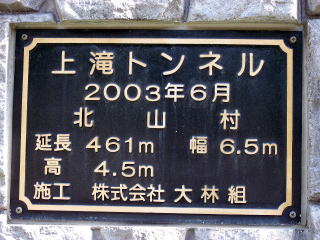 上滝トンネル
2003年6月
北山村
延長 461m 幅 6.5m
高 4.5m
施工 株式会社 大林組